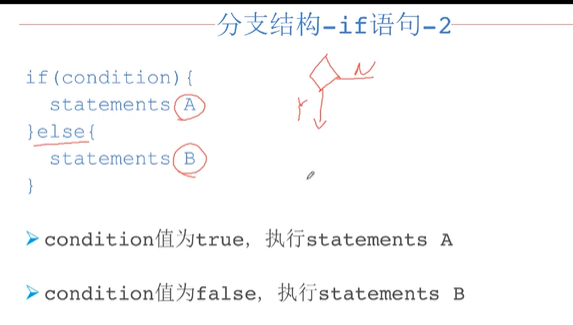 分支结构-if语句-2
if(condition){
statements A
}else{
statements B
}
N
Y
condition值为true，执行statements A
condition值为false，执行statements B